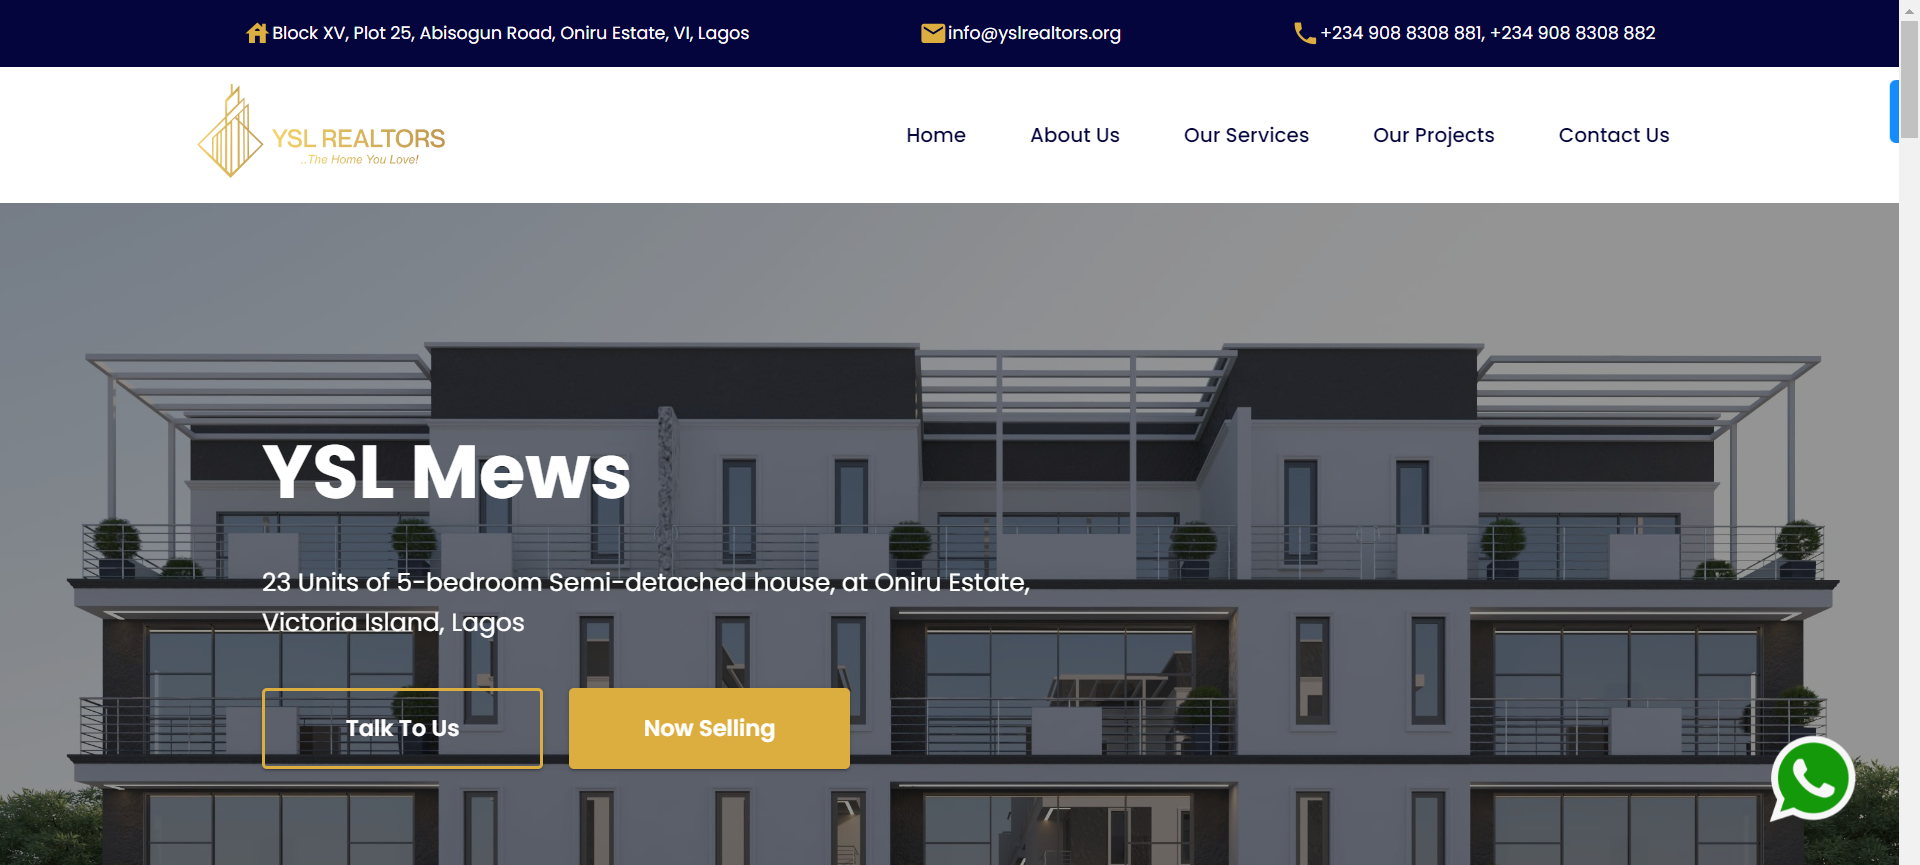 Block XV, Plot 25, Abisogun Road, Oniru Estate, VI, Lagos
info@yslrealtors.org
+234 908 8308 881, +234 908 8308 882
YSL REALTORS
..The Home You Love!
Home
About Us
Our Services
Our Projects
Contact Us
YSL Mews
23 Units of 5-bedroom Semi-detached house, at Oniru Estate,
Victoria Island, Lagos
Talk To Us
Now Selling